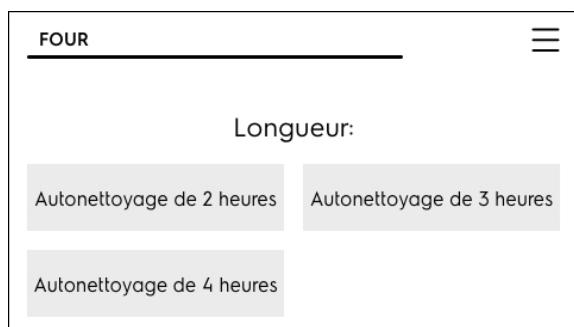 FOUR
Longueur:
Autonettoyage de 2 heures
Autonettoyage de 3 heures
Autonettoyage de 4 heures